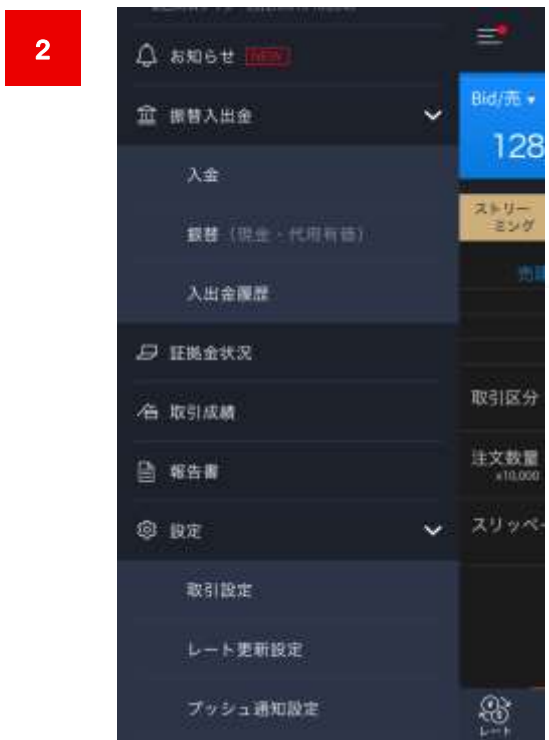 2
お知らせ NEW
振替入出金
入金
振替（現金・代用有価）
入出金履歴
証拠金状況
取引成績
報告書
設定
取引設定
レート更新設定
プッシュ通知設定
Bid/売
128
ストリー
ミング
取引区分
注文数量
x10,000
スリッペー
レート